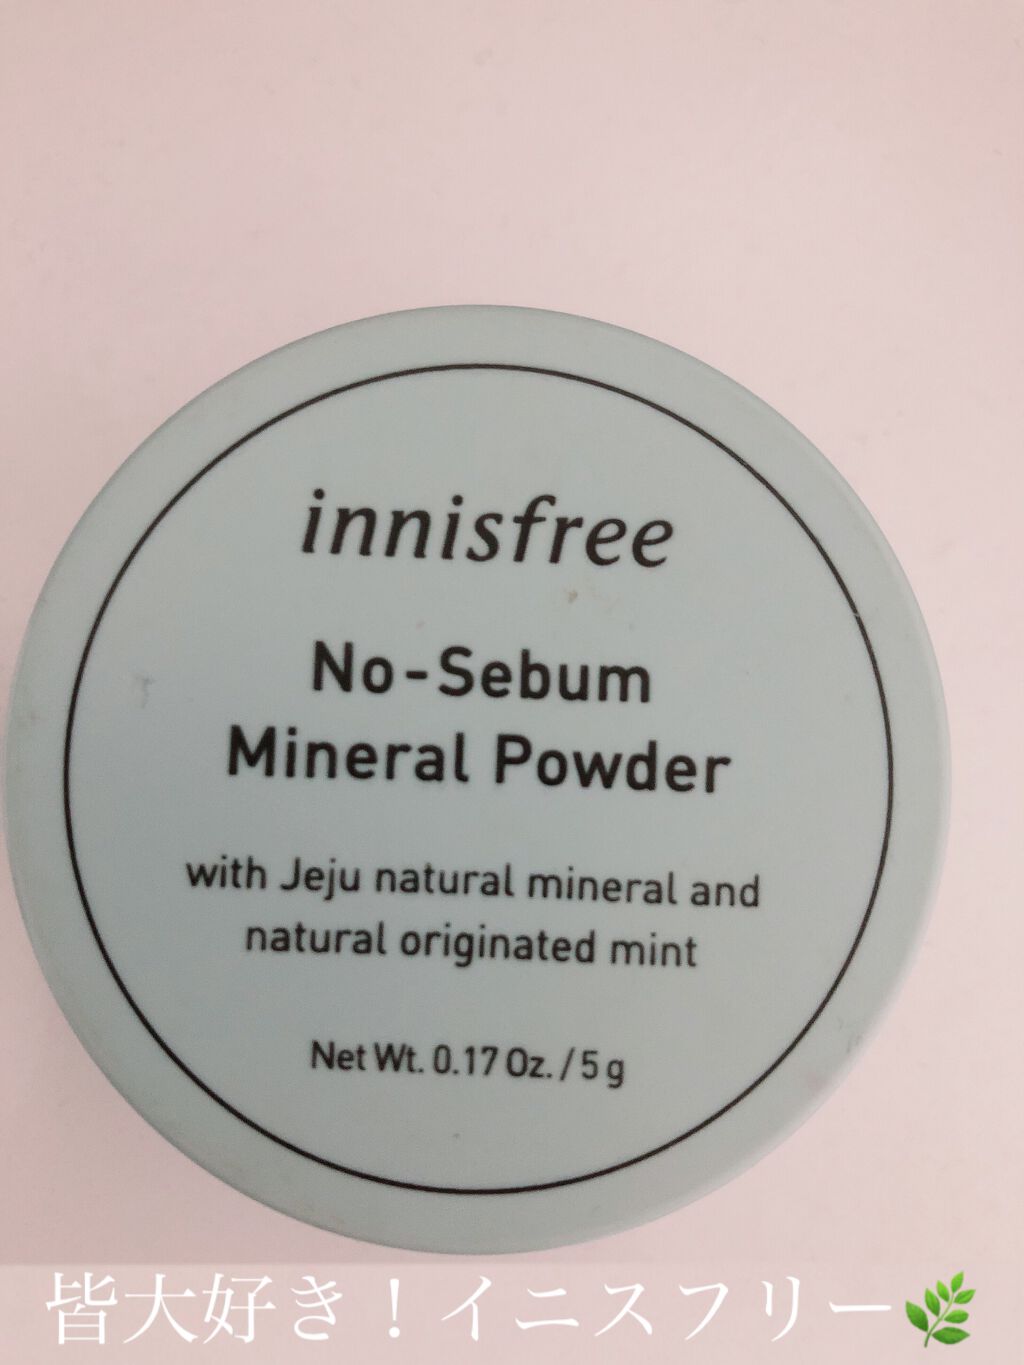 innisfree
No-Sebum
Mineral Powder
with Jeju natural mineral and
natural originated mint
Net Wt. 0.17 Oz. / 5 g
皆大好き！イニスフリー🌿